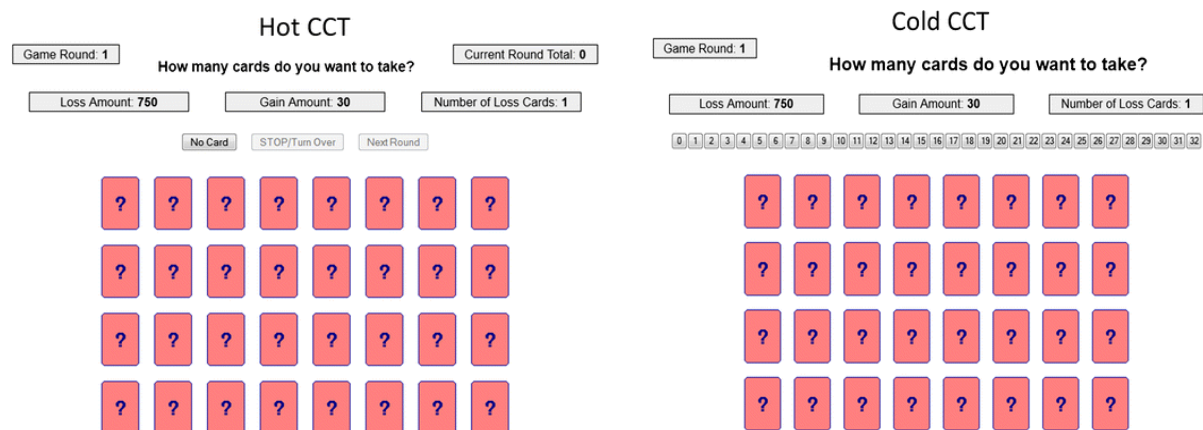 Hot CCT
Game Round: 1
Current Round Total: 0
How many cards do you want to take?
Loss Amount: 750
Gain Amount: 30
Number of Loss Cards: 1
No Card
STOP/Turn Over
Next Round
? ? ? ? ? ? ? ?
? ? ? ? ? ? ? ?
? ? ? ? ? ? ? ?
? ? ? ? ? ? ? ?
Cold CCT
Game Round: 1
How many cards do you want to take?
Loss Amount: 750
Gain Amount: 30
Number of Loss Cards: 1
0 1 2 3 4 5 6 7 8 9 10 11 12 13 14 15 16 17 18 19 20 21 22 23 24 25 26 27 28 29 30 31 32
? ? ? ? ? ? ? ?
? ? ? ? ? ? ? ?
? ? ? ? ? ? ? ?
? ? ? ? ? ? ? ?